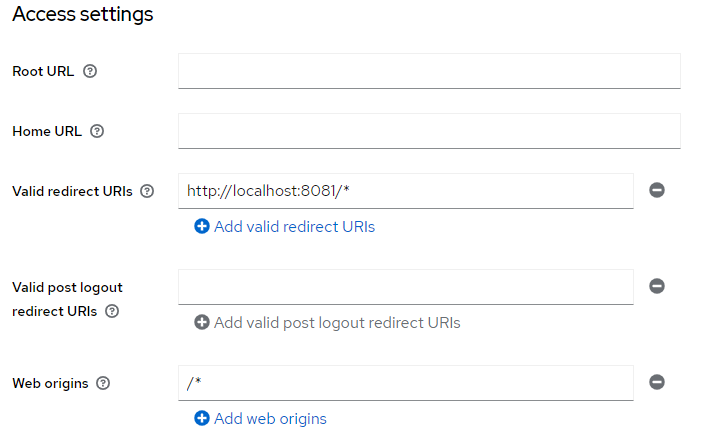 Access settings
Root URL
Home URL
Valid redirect URIs
http://localhost:8081/*
Add valid redirect URIs
Valid post logout
redirect URIs
Add valid post logout redirect URIs
Web origins
/*
Add web origins